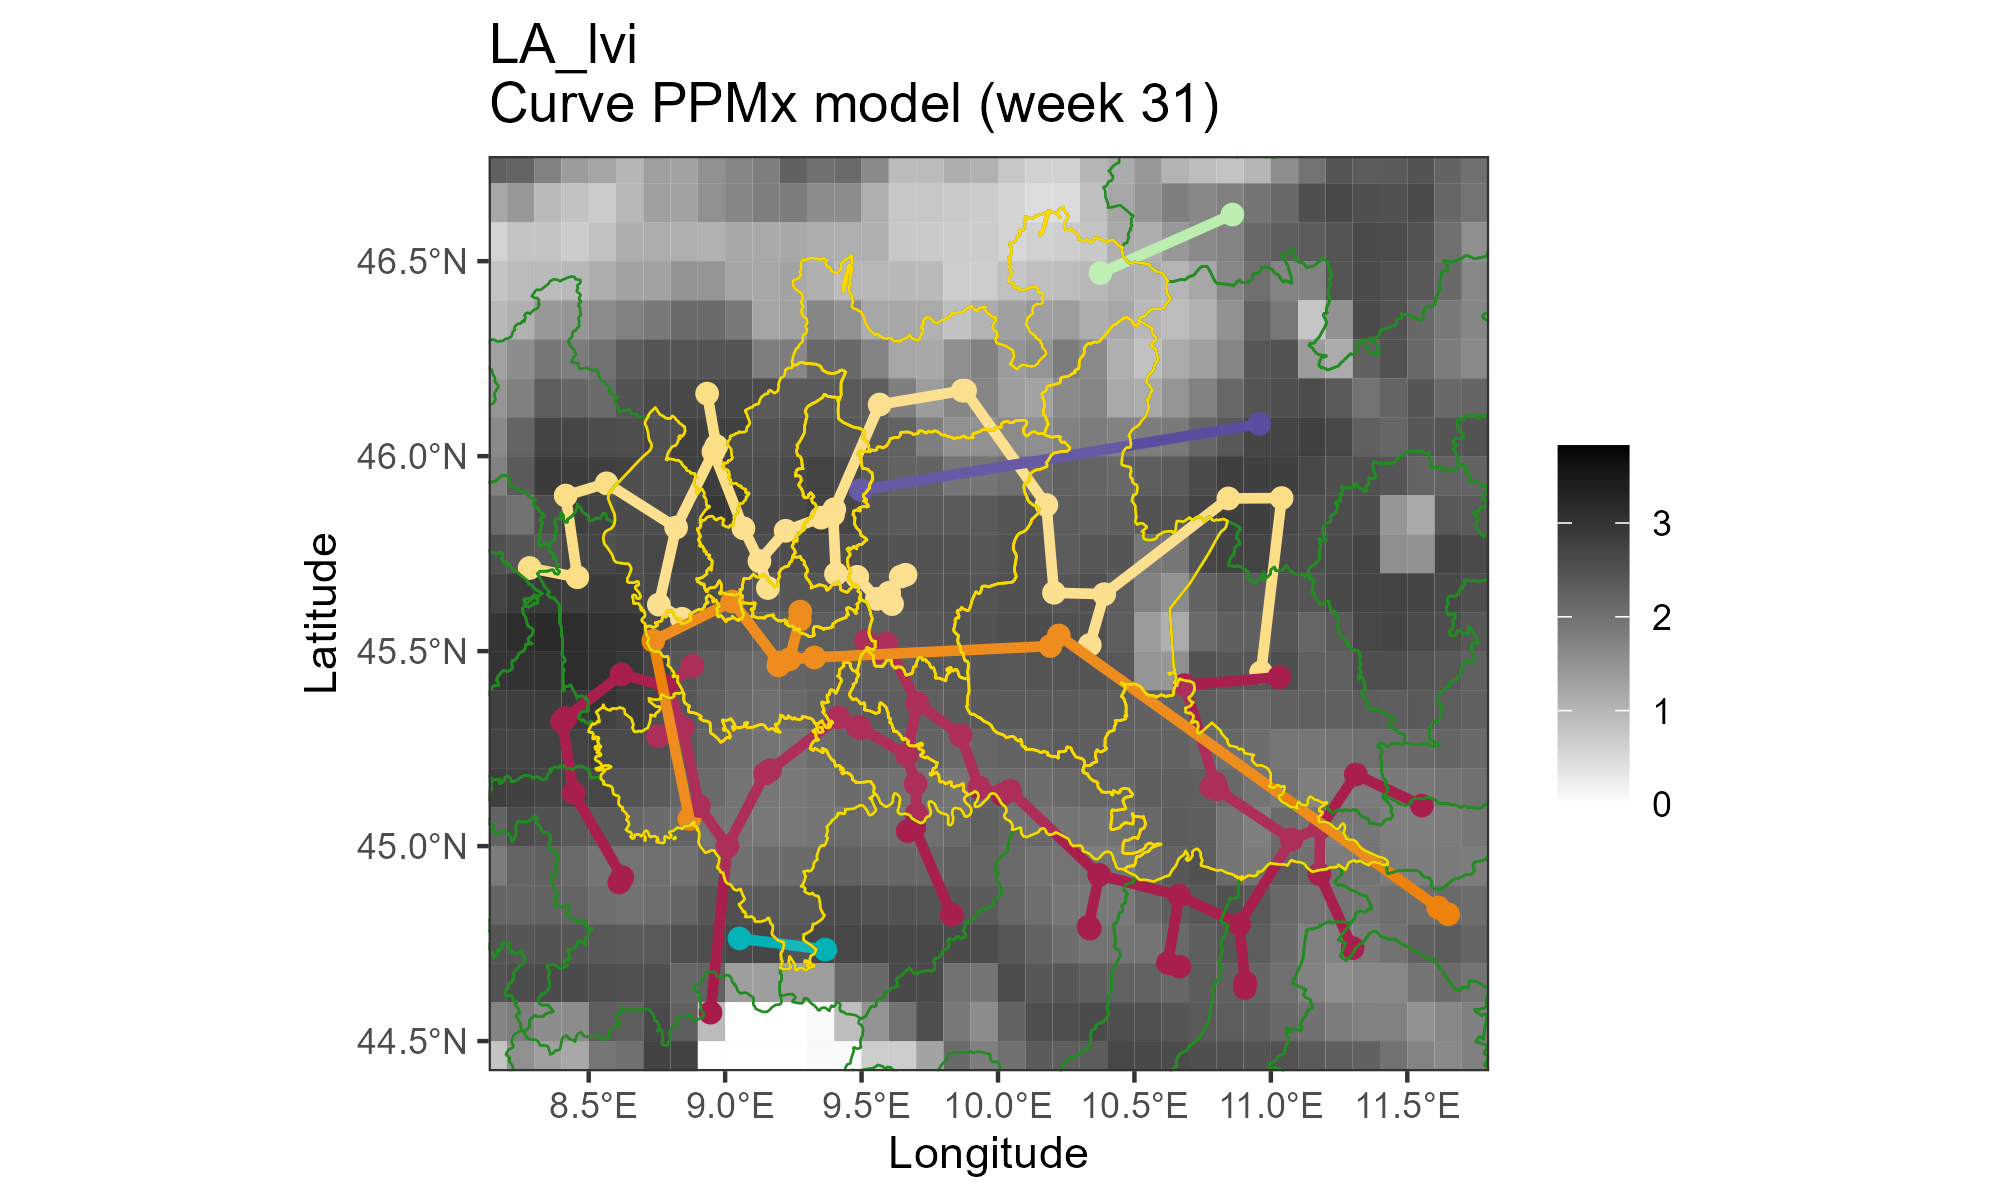 LA_lvi
Curve PPMx model (week 31)
46.5°N
46.0°N
45.5°N
45.0°N
44.5°N
Latitude
8.5°E 9.0°E 9.5°E 10.0°E 10.5°E 11.0°E 11.5°E
Longitude
3
2
1
0